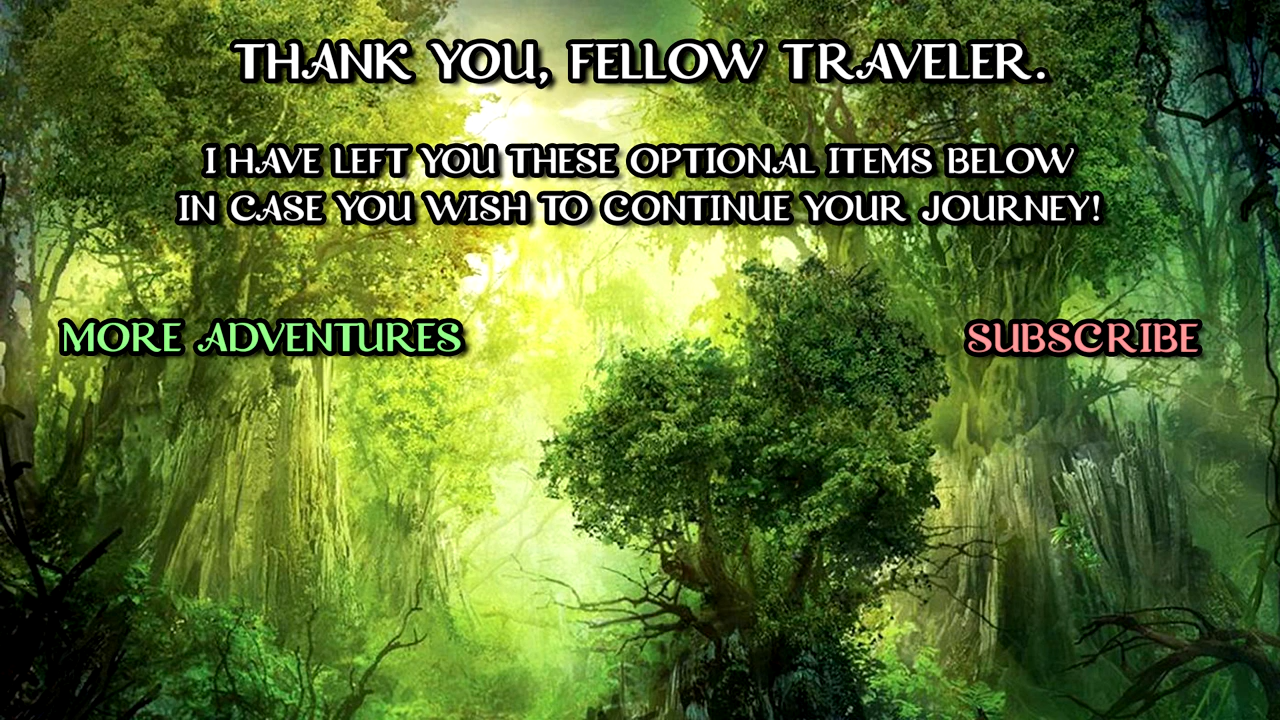 THANK YOU, FELLOW TRAVELER.
I HAVE LEFT YOU THESE OPTIONAL ITEMS BELOW
IN CASE YOU WISH TO CONTINUE YOUR JOURNEY!
MORE ADVENTURES
SUBSCRIBE